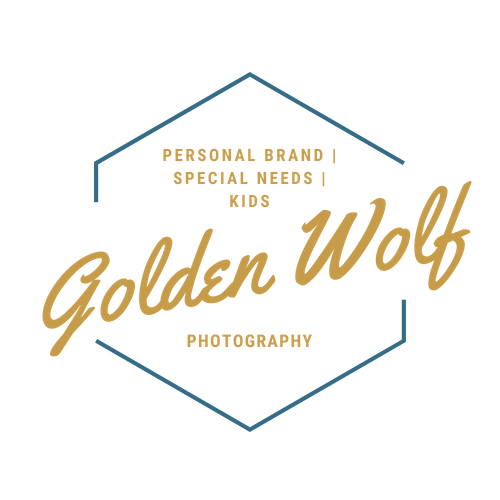 PERSONAL BRAND |
SPECIAL NEEDS |
KIDS
Golden Wolf
PHOTOGRAPHY